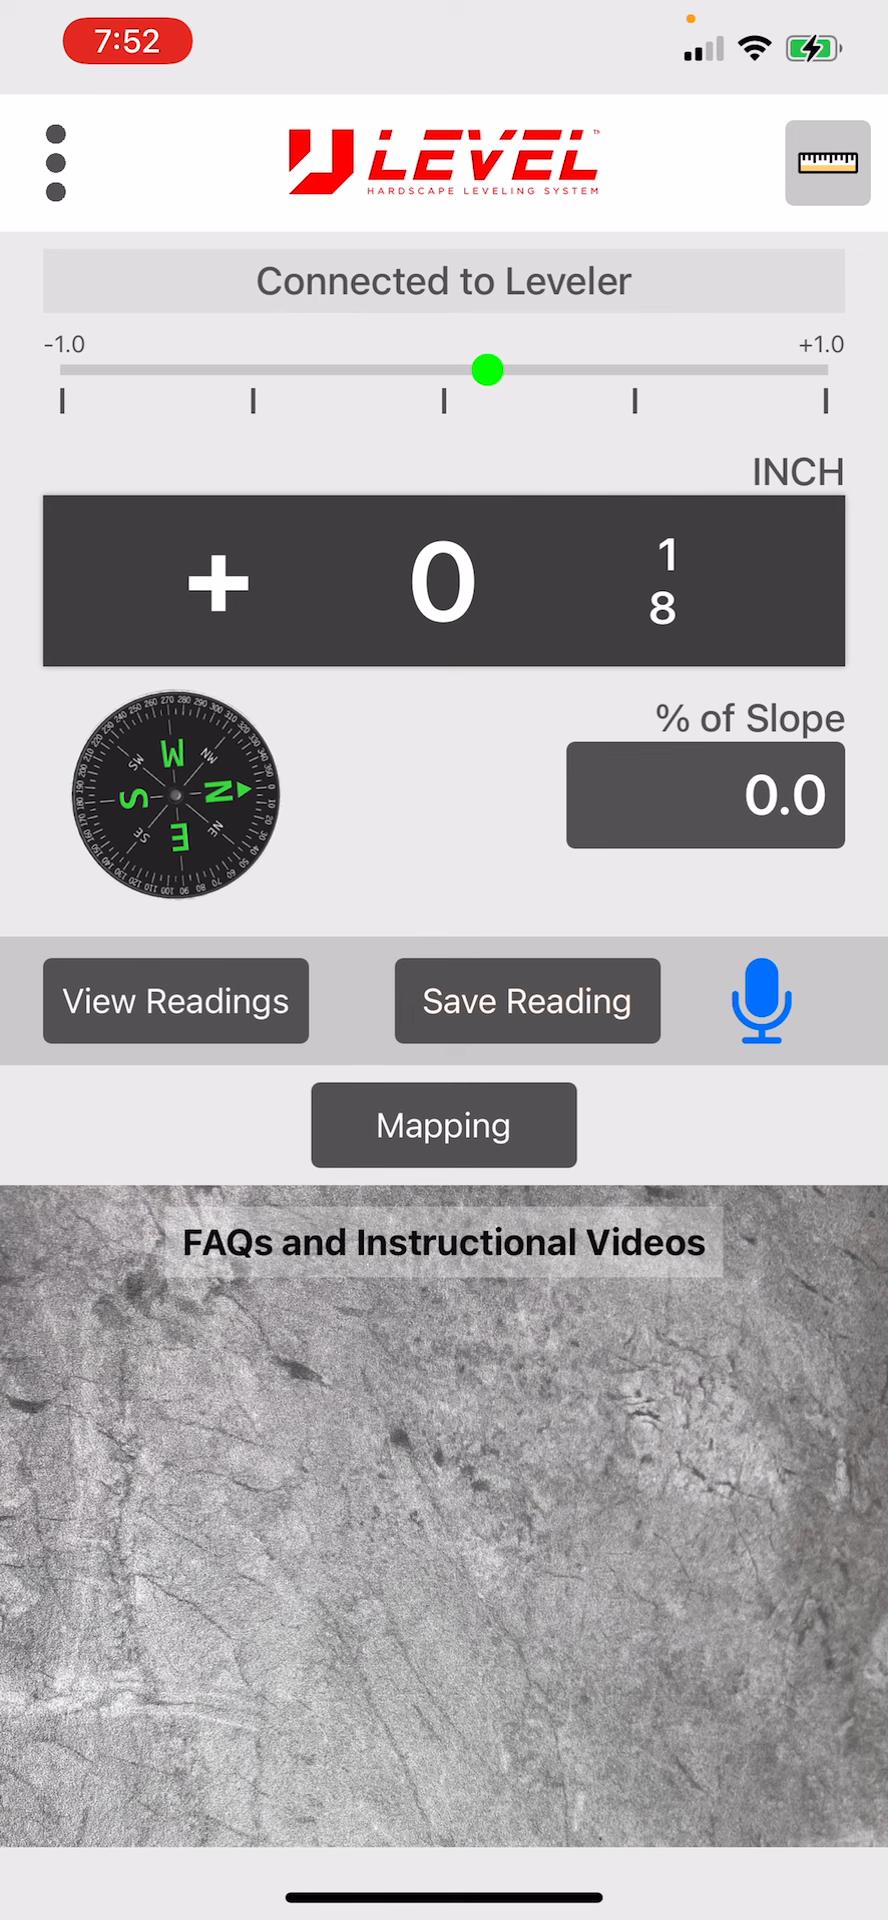 7:52
LEVEL™
HARDSCAPE LEVELING SYSTEM
Connected to Leveler
-1.0 +1.0
INCH
+ 0 1
8
% of Slope
0.0
W
NW
N
NE
E
SE
S
SW
View Readings Save Reading
Mapping
FAQs and Instructional Videos